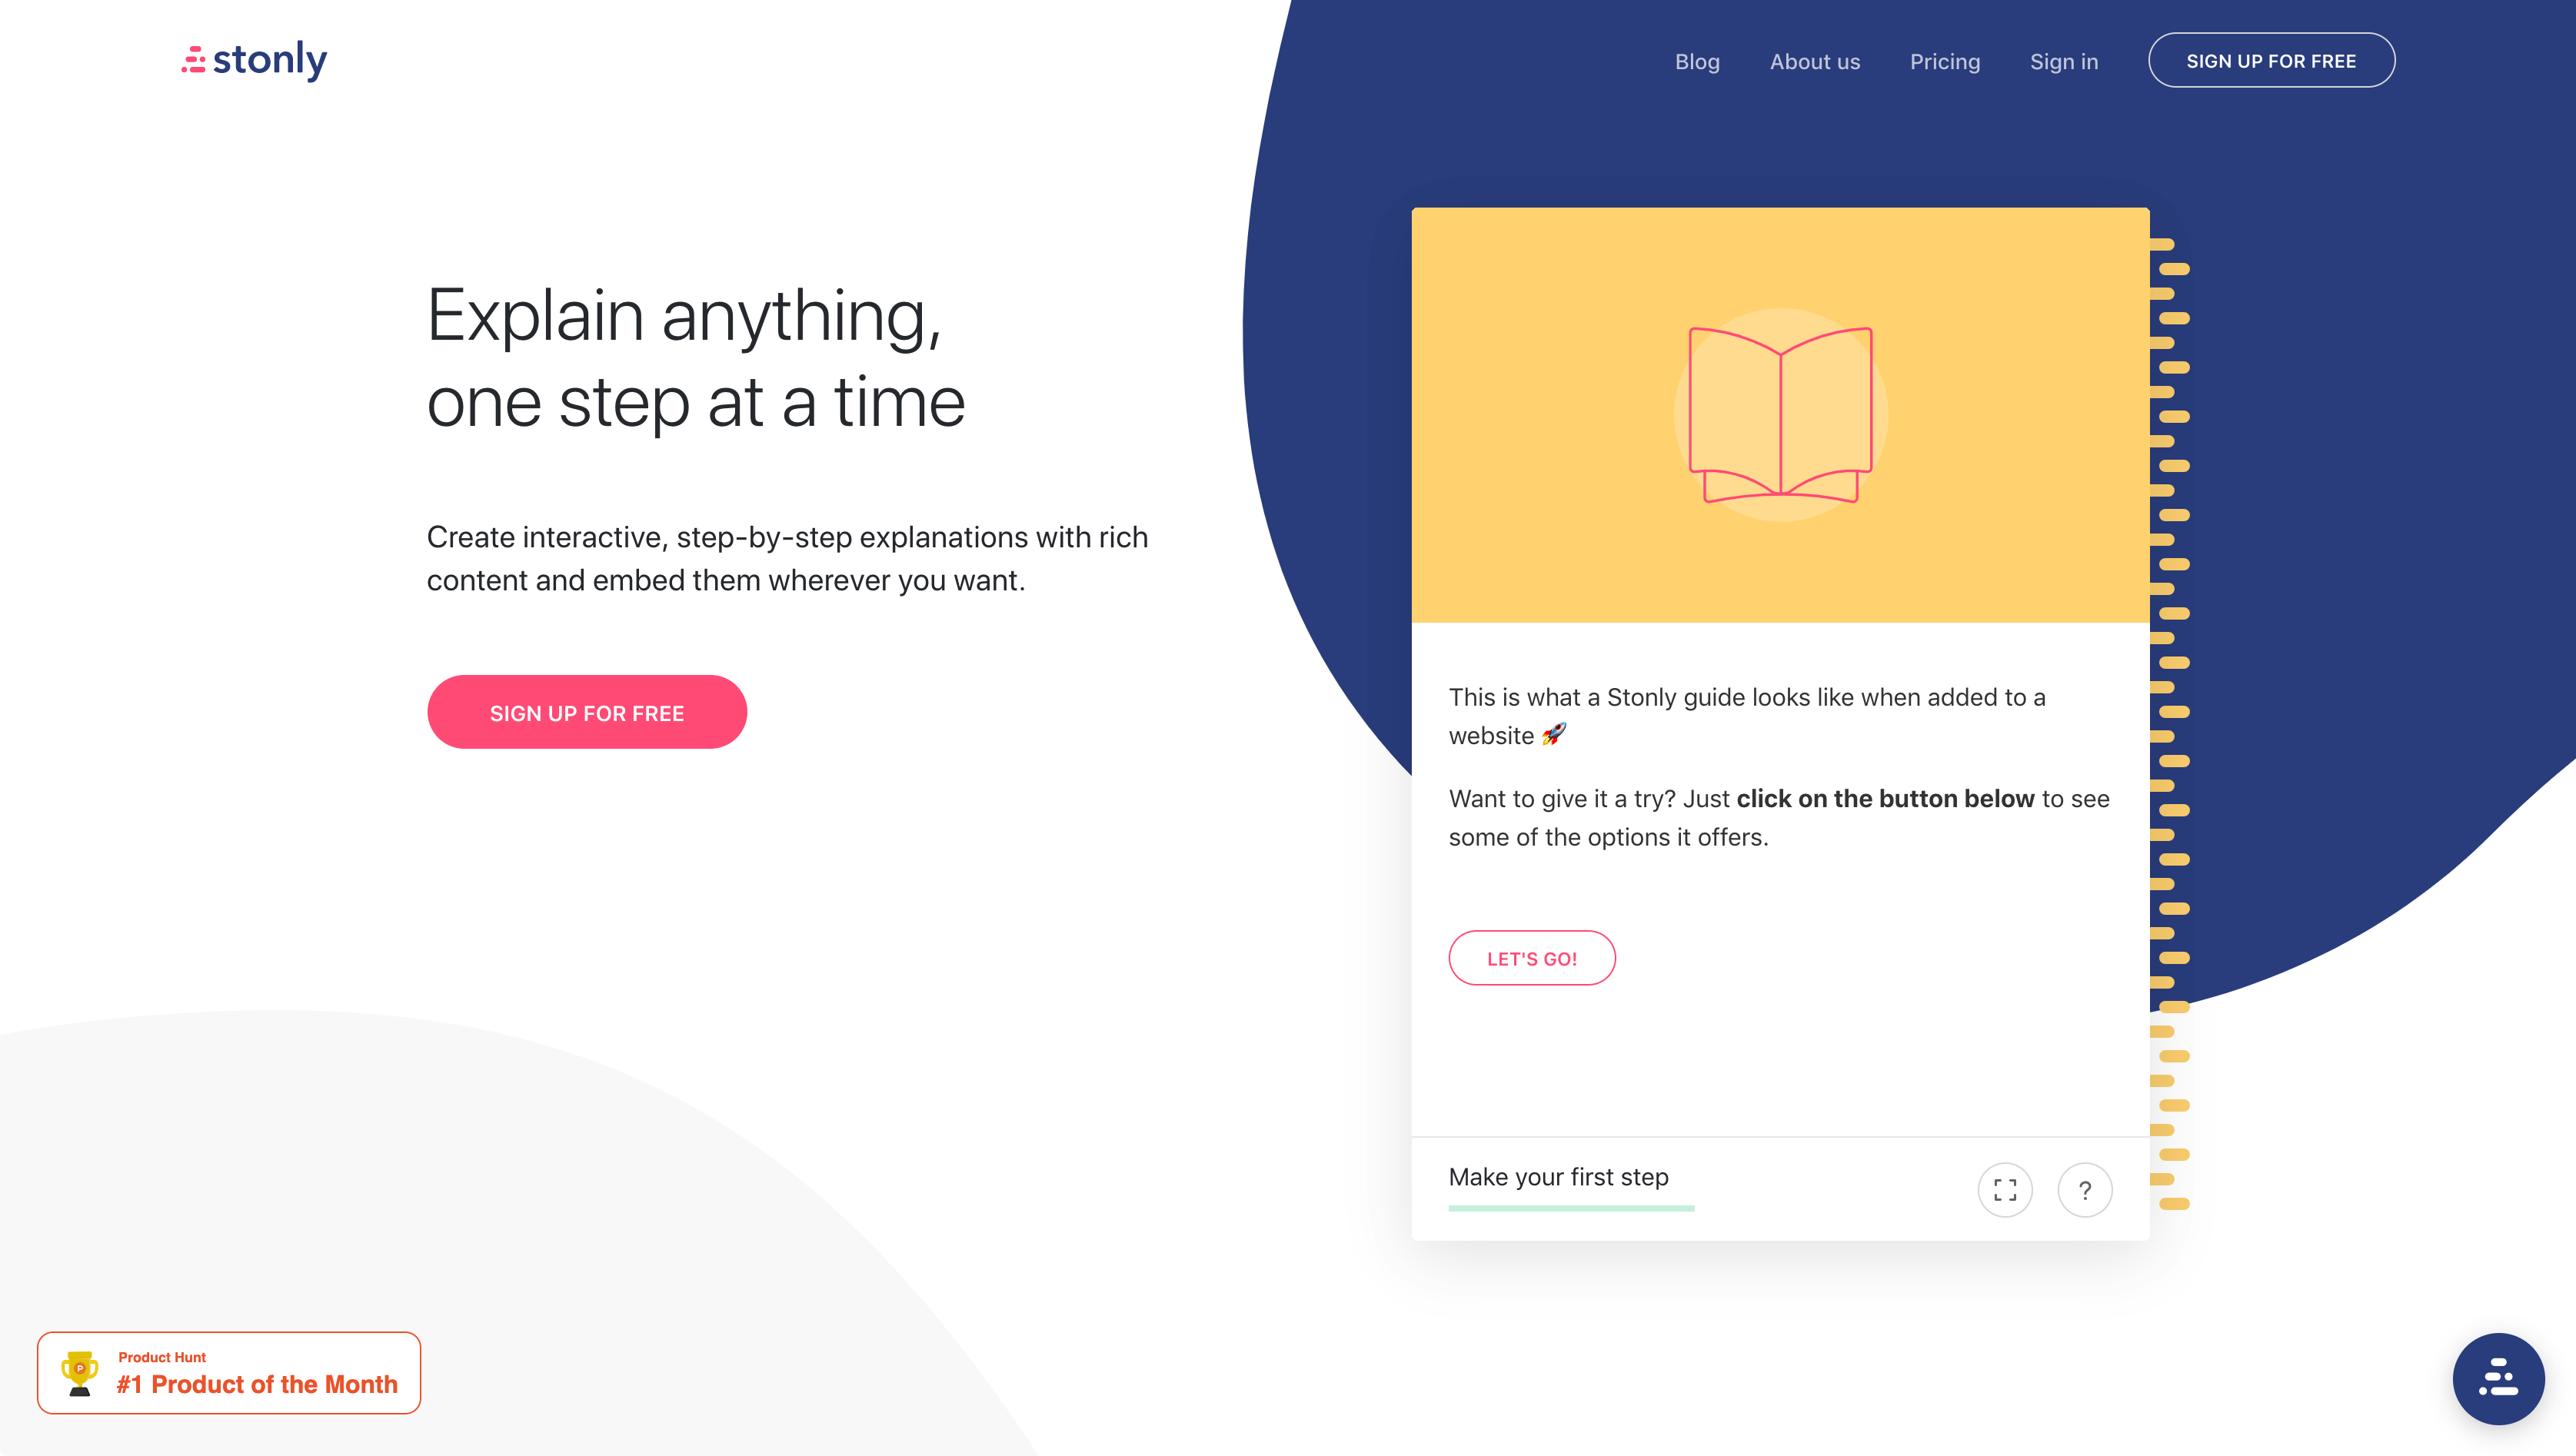 stonly
Blog
About us
Pricing
Sign in
SIGN UP FOR FREE
Explain anything,
one step at a time
Create interactive, step-by-step explanations with rich
content and embed them wherever you want.
SIGN UP FOR FREE
This is what a Stonly guide looks like when added to a
website 🚀
Want to give it a try? Just click on the button below to see
some of the options it offers.
LET'S GO!
Make your first step
?
P
Product Hunt
#1 Product of the Month